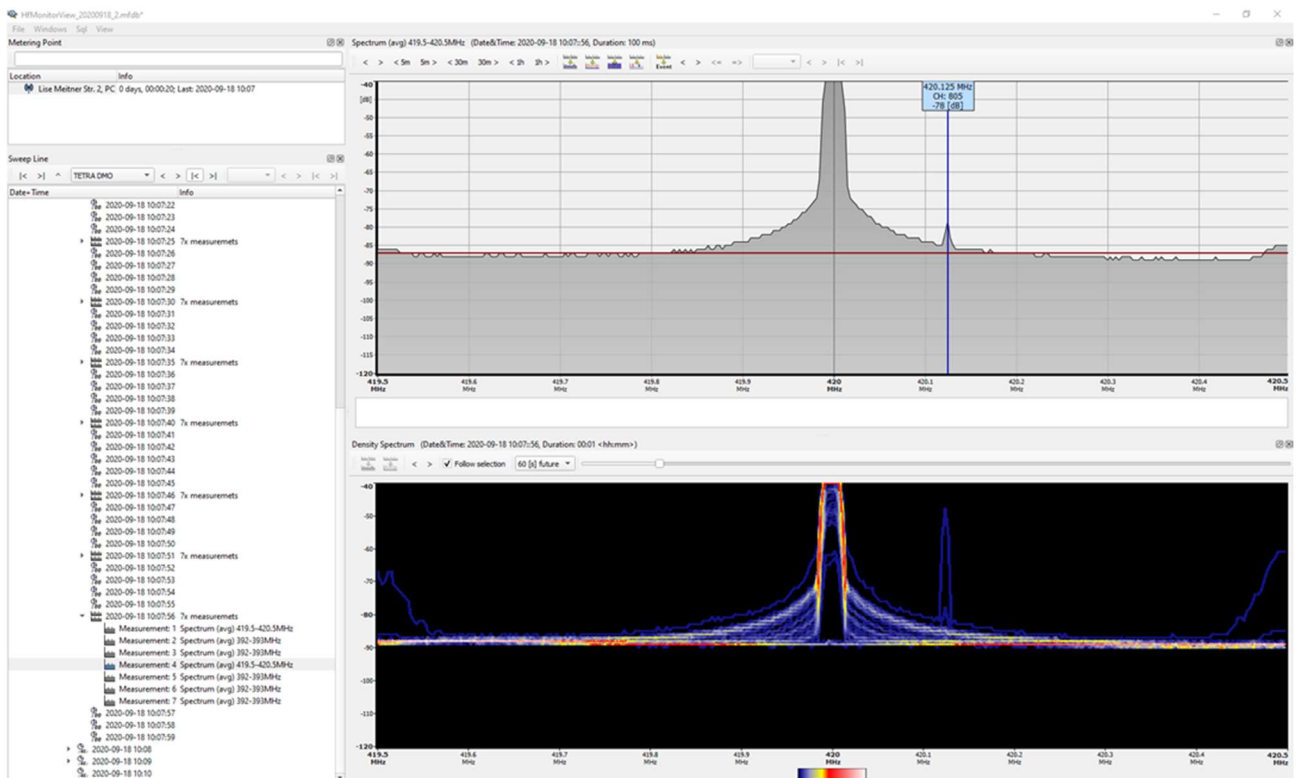 HfMonitorView_20200918_2.mfdb*
File Windows Sql View
Metering Point
Location Info
Lise Meitner Str. 2, PC 0 days, 00:00:20; Last: 2020-09-18 10:07
Sweep Line
|< >| ^ TETRA DMO < > |< >| < > |< >|
Date+Time Info
2020-09-18 10:07:22
2020-09-18 10:07:23
2020-09-18 10:07:24
2020-09-18 10:07:25 7x measuremets
2020-09-18 10:07:26
2020-09-18 10:07:27
2020-09-18 10:07:28
2020-09-18 10:07:29
2020-09-18 10:07:30 7x measuremets
2020-09-18 10:07:31
2020-09-18 10:07:32
2020-09-18 10:07:33
2020-09-18 10:07:34
2020-09-18 10:07:35 7x measuremets
2020-09-18 10:07:36
2020-09-18 10:07:37
2020-09-18 10:07:38
2020-09-18 10:07:39
2020-09-18 10:07:40 7x measuremets
2020-09-18 10:07:41
2020-09-18 10:07:42
2020-09-18 10:07:43
2020-09-18 10:07:44
2020-09-18 10:07:45
2020-09-18 10:07:46 7x measuremets
2020-09-18 10:07:47
2020-09-18 10:07:48
2020-09-18 10:07:49
2020-09-18 10:07:50
2020-09-18 10:07:51 7x measuremets
2020-09-18 10:07:52
2020-09-18 10:07:53
2020-09-18 10:07:54
2020-09-18 10:07:55
2020-09-18 10:07:56 7x measuremets
Measurement: 1 Spectrum (avg) 419.5-420.5MHz
Measurement: 2 Spectrum (avg) 392-393MHz
Measurement: 3 Spectrum (avg) 392-393MHz
Measurement: 4 Spectrum (avg) 419.5-420.5MHz
Measurement: 5 Spectrum (avg) 392-393MHz
Measurement: 6 Spectrum (avg) 392-393MHz
Measurement: 7 Spectrum (avg) 392-393MHz
2020-09-18 10:07:57
2020-09-18 10:07:58
2020-09-18 10:07:59
2020-09-18 10:08
2020-09-18 10:09
2020-09-18 10:10
Spectrum (avg) 419.5-420.5MHz (Date&Time: 2020-09-18 10:07::56, Duration: 100 ms)
< > < 5m 5m > < 30m 30m > < 1h 1h > Event < > <= => < > |< >|
420.125 MHz
CH: 805
-78 [dB]
-40
[dB]
-50
-55
-60
-65
-70
-75
-80
-85
-90
-95
-100
-105
-110
-115
-120
419.5 419.6 419.7 419.8 419.9 420 420.1 420.2 420.3 420.4 420.5
MHz MHz MHz MHz MHz MHz MHz MHz MHz MHz MHz
Density Spectrum (Date&Time: 2020-09-18 10:07::56, Duration: 00:01 <hh:mm>)
< > Follow selection 60 [s] future
-40
-50
-60
-70
-80
-90
-100
-110
-120
419.5 419.6 419.7 419.8 419.9 420 420.1 420.2 420.3 420.4 420.5
MHz MHz MHz MHz MHz MHz MHz MHz MHz MHz MHz